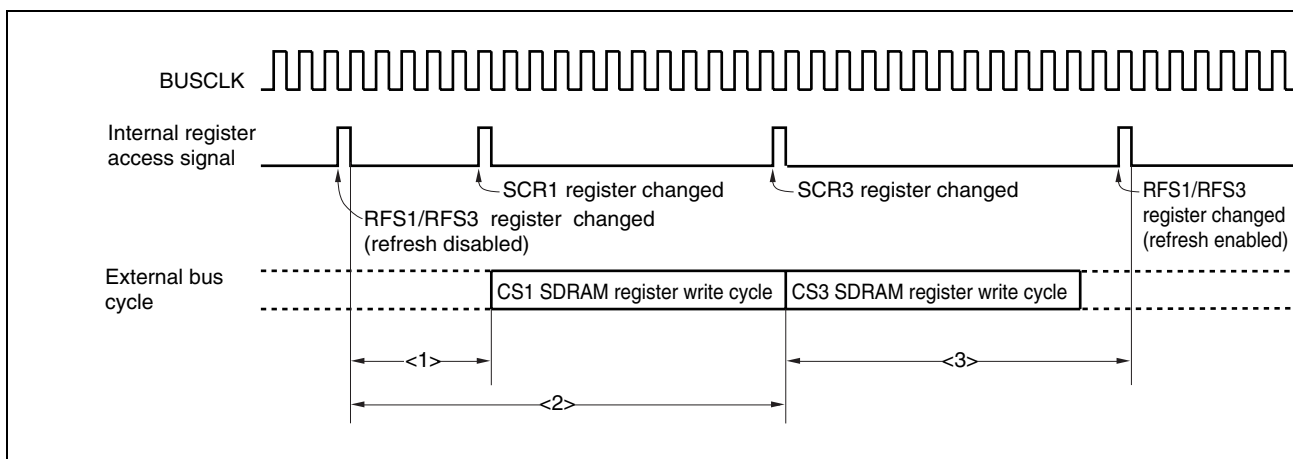 BUSCLK
Internal register
access signal
SCR1 register changed
SCR3 register changed
RFS1/RFS3
register changed
(refresh enabled)
RFS1/RFS3 register changed
(refresh disabled)
External bus
cycle
CS1 SDRAM register write cycle
CS3 SDRAM register write cycle
<1>
<3>
<2>